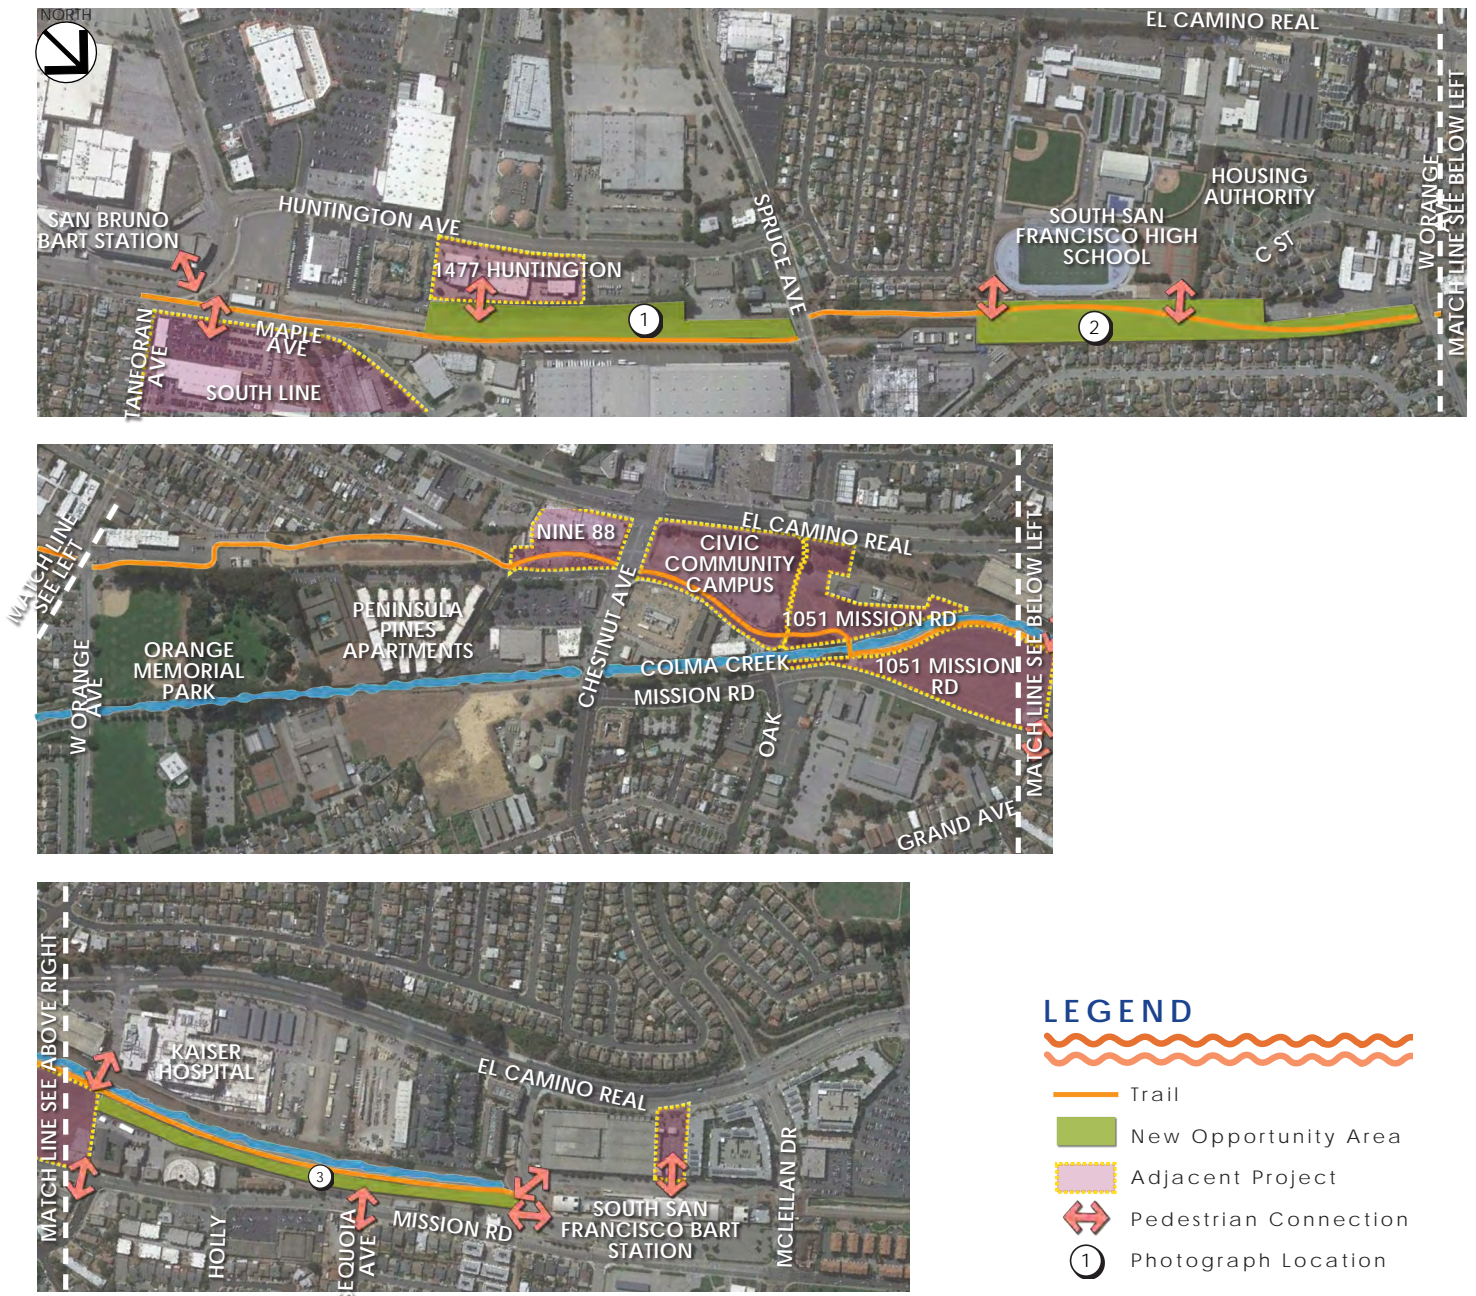 NORTH
EL CAMINO REAL
HUNTINGTON AVE
SAN BRUNO
BART STATION
1477 HUNTINGTON
1
SPRUCE AVE
HOUSING
AUTHORITY
SOUTH SAN
FRANCISCO HIGH
SCHOOL
C ST
2
W ORANGE
MATCH LINE SEE BELOW LEFT
TANFORAN
AVE
MAPLE
AVE
SOUTH LINE
MATCH LINE
SEE LEFT
W ORANGE
AVE
ORANGE
MEMORIAL
PARK
PENINSULA
PINES
APARTMENTS
NINE 88
CHESTNUT AVE
CIVIC
COMMUNITY
CAMPUS
EL CAMINO REAL
1051 MISSION RD
COLMA CREEK
MISSION RD
OAK
1051 MISSION
RD
GRAND AVE
MATCH LINE SEE BELOW LEFT
MATCH LINE SEE ABOVE RIGHT
KAISER
HOSPITAL
EL CAMINO REAL
3
HOLLY
SEQUOIA
AVE
MISSION RD
SOUTH SAN
FRANCISCO BART
STATION
MCLELLAN DR
LEGEND
Trail
New Opportunity Area
Adjacent Project
Pedestrian Connection
1 Photograph Location